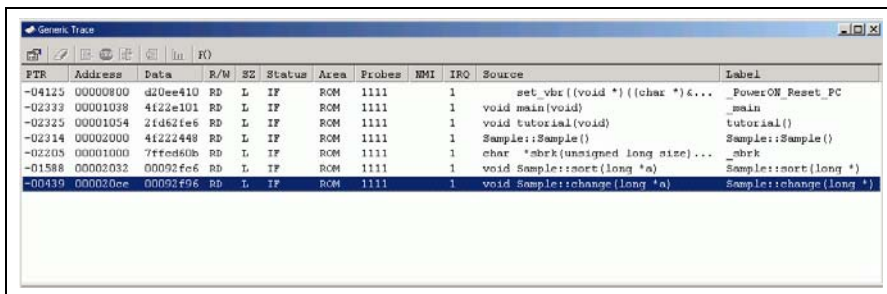 Generic Trace
F()
PTR Address Data R/W SZ Status Area Probes NMI IRQ Source Label
-04125 00000800 d20ee410 RD L IF ROM 1111 1 set_vbr((void *)((char *)&... _PowerON_Reset_PC
-02333 00001038 4f22e101 RD L IF ROM 1111 1 void main(void) _main
-02325 00001054 2fd62fe6 RD L IF ROM 1111 1 void tutorial(void) tutorial()
-02314 00002000 4f222448 RD L IF ROM 1111 1 Sample::Sample() Sample::Sample()
-02205 00001000 7ffcd60b RD L IF ROM 1111 1 char *sbrk(unsigned long size)... _sbrk
-01588 00002032 00092fc6 RD L IF ROM 1111 1 void Sample::sort(long *a) Sample::sort(long *)
-00439 000020ce 00092f96 RD L IF ROM 1111 1 void Sample::change(long *a) Sample::change(long *)